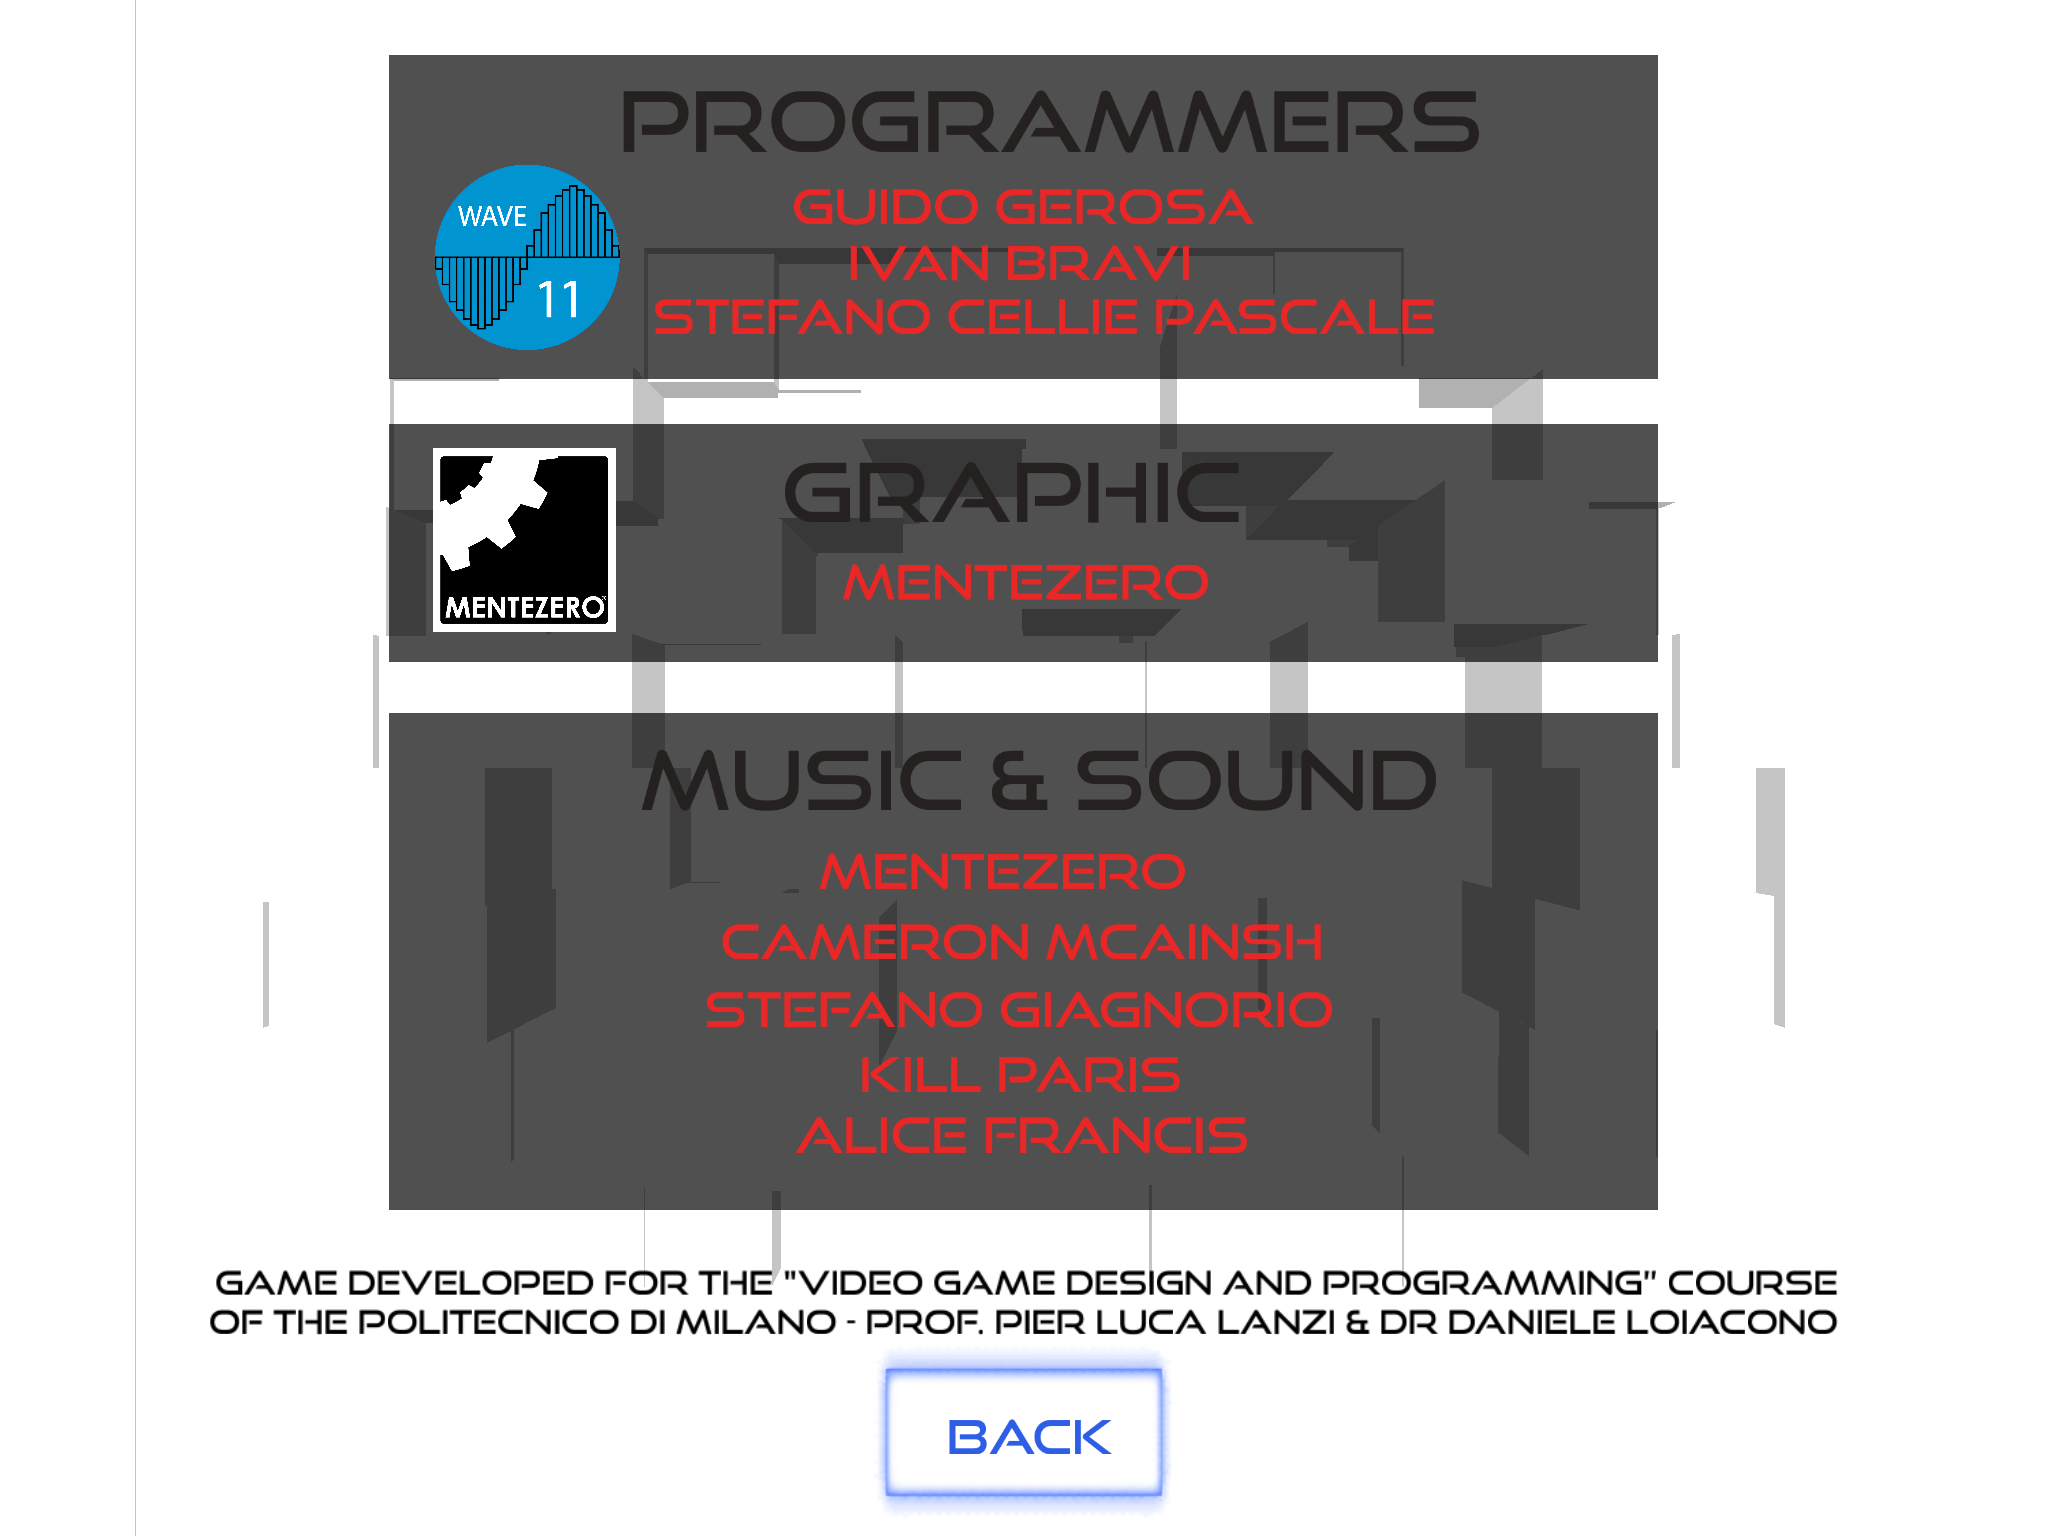 PROGRAMMERS
WAVE
11
GUIDO GEROSA
IVAN BRAVI
STEFANO CELLIE PASCALE
GRAPHIC
MENTEZERO
MENTEZERO
MUSIC & SOUND
MENTEZERO
CAMERON MCAINSH
STEFANO GIAGNORIO
KILL PARIS
ALICE FRANCIS
GAME DEVELOPED FOR THE "VIDEO GAME DESIGN AND PROGRAMMING" COURSE
OF THE POLITECNICO DI MILANO - PROF. PIER LUCA LANZI & DR DANIELE LOIACONO
BACK